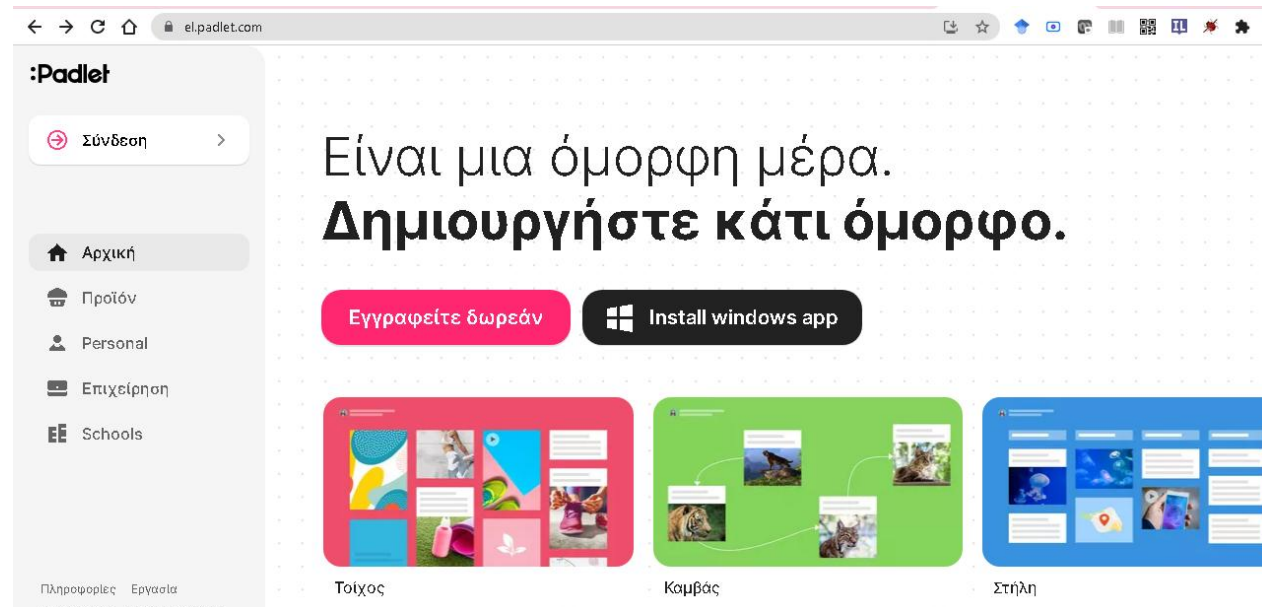 el.padlet.com
:Padlet
Σύνδεση
Αρχική
Προϊόν
Personal
Επιχείρηση
Schools
Πληροφορίες Εργασία
Είναι μια όμορφη μέρα.
Δημιουργήστε κάτι όμορφο.
Εγγραφείτε δωρεάν
Install windows app
Τοίχος
Καμβάς
Στήλη